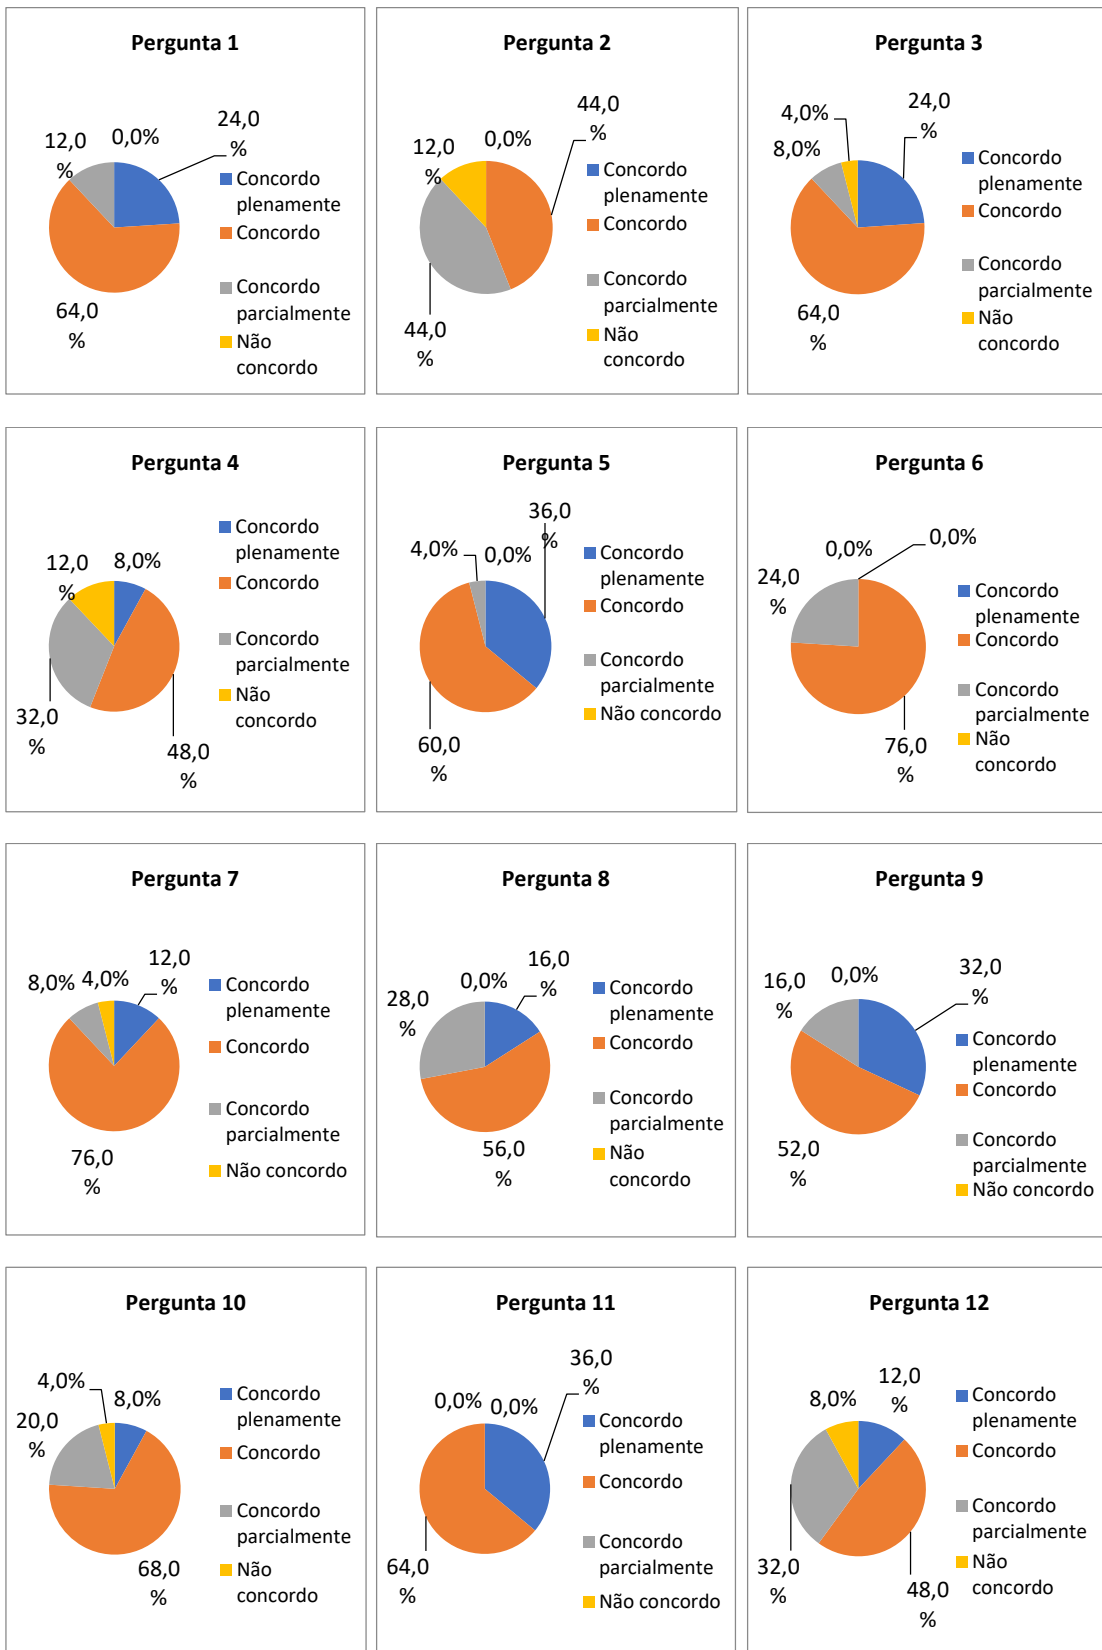 Pergunta 1
12,0
%
0,0%
24,0
%
64,0
%
Concordo
plenamente
Concordo
Concordo
parcialmente
Não
concordo
Pergunta 2
12,0
%
0,0%
44,0
%
44,0
%
Concordo
plenamente
Concordo
Concordo
parcialmente
Não
concordo
Pergunta 3
4,0%
8,0%
24,0
%
64,0
%
Concordo
plenamente
Concordo
Concordo
parcialmente
Não
concordo
Pergunta 4
12,0
%
8,0%
32,0
%
48,0
%
Concordo
plenamente
Concordo
Concordo
parcialmente
Não
concordo
Pergunta 5
4,0%
0,0%
36,0
%
60,0
%
Concordo
plenamente
Concordo
Concordo
parcialmente
Não concordo
Pergunta 6
24,0
%
0,0%
0,0%
76,0
%
Concordo
plenamente
Concordo
Concordo
parcialmente
Não
concordo
Pergunta 7
8,0%
4,0%
12,0
%
76,0
%
Concordo
plenamente
Concordo
Concordo
parcialmente
Não concordo
Pergunta 8
28,0
%
0,0%
16,0
%
56,0
%
Concordo
plenamente
Concordo
Concordo
parcialmente
Não
concordo
Pergunta 9
16,0
%
0,0%
32,0
%
52,0
%
Concordo
plenamente
Concordo
Concordo
parcialmente
Não concordo
Pergunta 10
4,0%
20,0
%
8,0%
68,0
%
Concordo
plenamente
Concordo
Concordo
parcialmente
Não
concordo
Pergunta 11
0,0%
0,0%
36,0
%
64,0
%
Concordo
plenamente
Concordo
Concordo
parcialmente
Não concordo
Pergunta 12
8,0%
12,0
%
32,0
%
48,0
%
Concordo
plenamente
Concordo
Concordo
parcialmente
Não
concordo